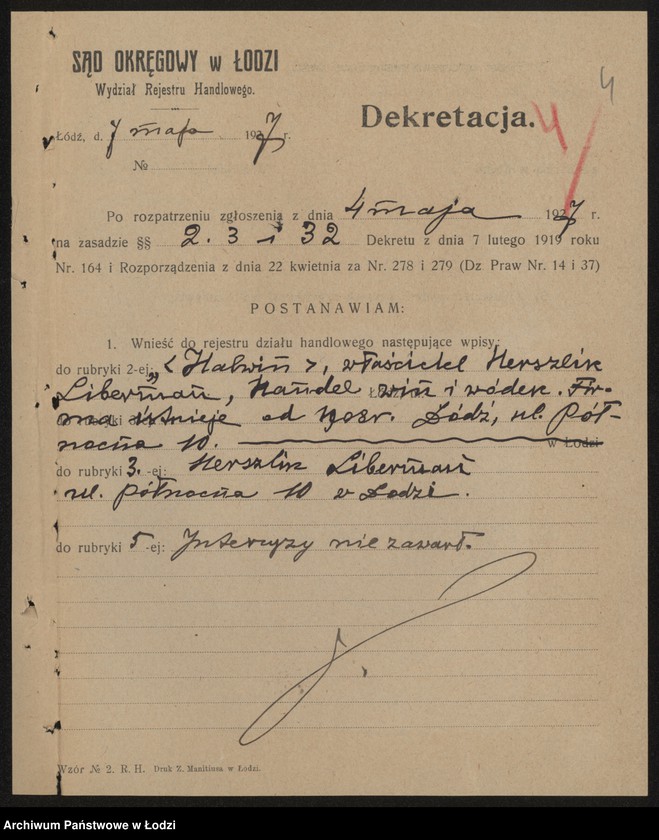 4
SĄD OKRĘGOWY w ŁODZI
Wydział Rejestru Handlowego.
Dekretacja. 4
Łódź, d. 7 maja 1927 r.
№
Po rozpatrzeniu zgłoszenia z dnia 4 maja 1927 r.
na zasadzie §§ 2. 3 i 32 Dekretu z dnia 7 lutego 1919 roku
Nr. 164 i Rozporządzenia z dnia 22 kwietnia za Nr. 278 i 279 (Dz Praw Nr. 14 i 37)
POSTANAWIAM:
1. Wnieść do rejestru działu handlowego następujące wpisy:
do rubryki 2-ej: „Halwin", właściciel Herszlik
Liberman, Handel win i wódek. Fir-
ma istnieje od 1908r. Łódź, ul. Pół-
nocna 10. w Łodzi
do rubryki 3.-ej: Herszlik Liberman
ul. Północna 10 w Łodzi.
do rubryki 5-ej: Intercyzy nie zawarł.
Wzór № 2. R. H. Druk Z. Manitiusa w Łodzi.
Archiwum Państwowe w Łodzi